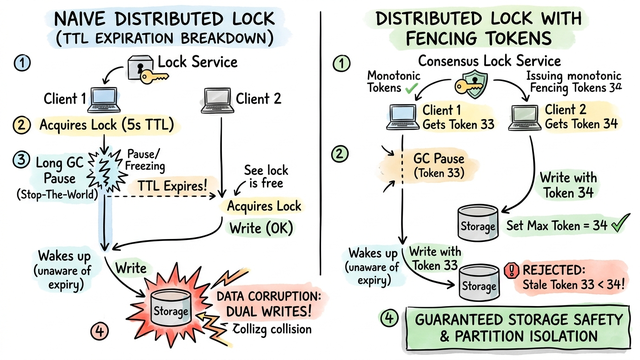 NAIVE DISTRIBUTED LOCK
(TTL EXPIRATION BREAKDOWN)
1
Lock Service
Client 1
Client 2
2
Acquires Lock (5s TTL)
3
Long GC
Pause
(Stop-The-World)
Pause/
Freezing
TTL Expires!
See lock
is free
Acquires Lock
Write (OK)
Wakes up
(unaware of
expiry)
Write
4
Storage
DATA CORRUPTION:
DUAL WRITES!
Collizg collision
DISTRIBUTED LOCK WITH
FENCING TOKENS
1
Consensus Lock Service
Monotonic
Tokens
Issuing monotonic
Fencing Tokens
Client 1
Gets Token 33
Client 2
Gets Token 34
2
GC Pause
(Token 33)
Write with
Token 34
Storage
Set Max Token = 34
Wakes up
(unaware of
expiry)
Write with
Token 33
Storage
REJECTED:
Stale Token 33 < 34!
4
GUARANTEED STORAGE SAFETY
& PARTITION ISOLATION